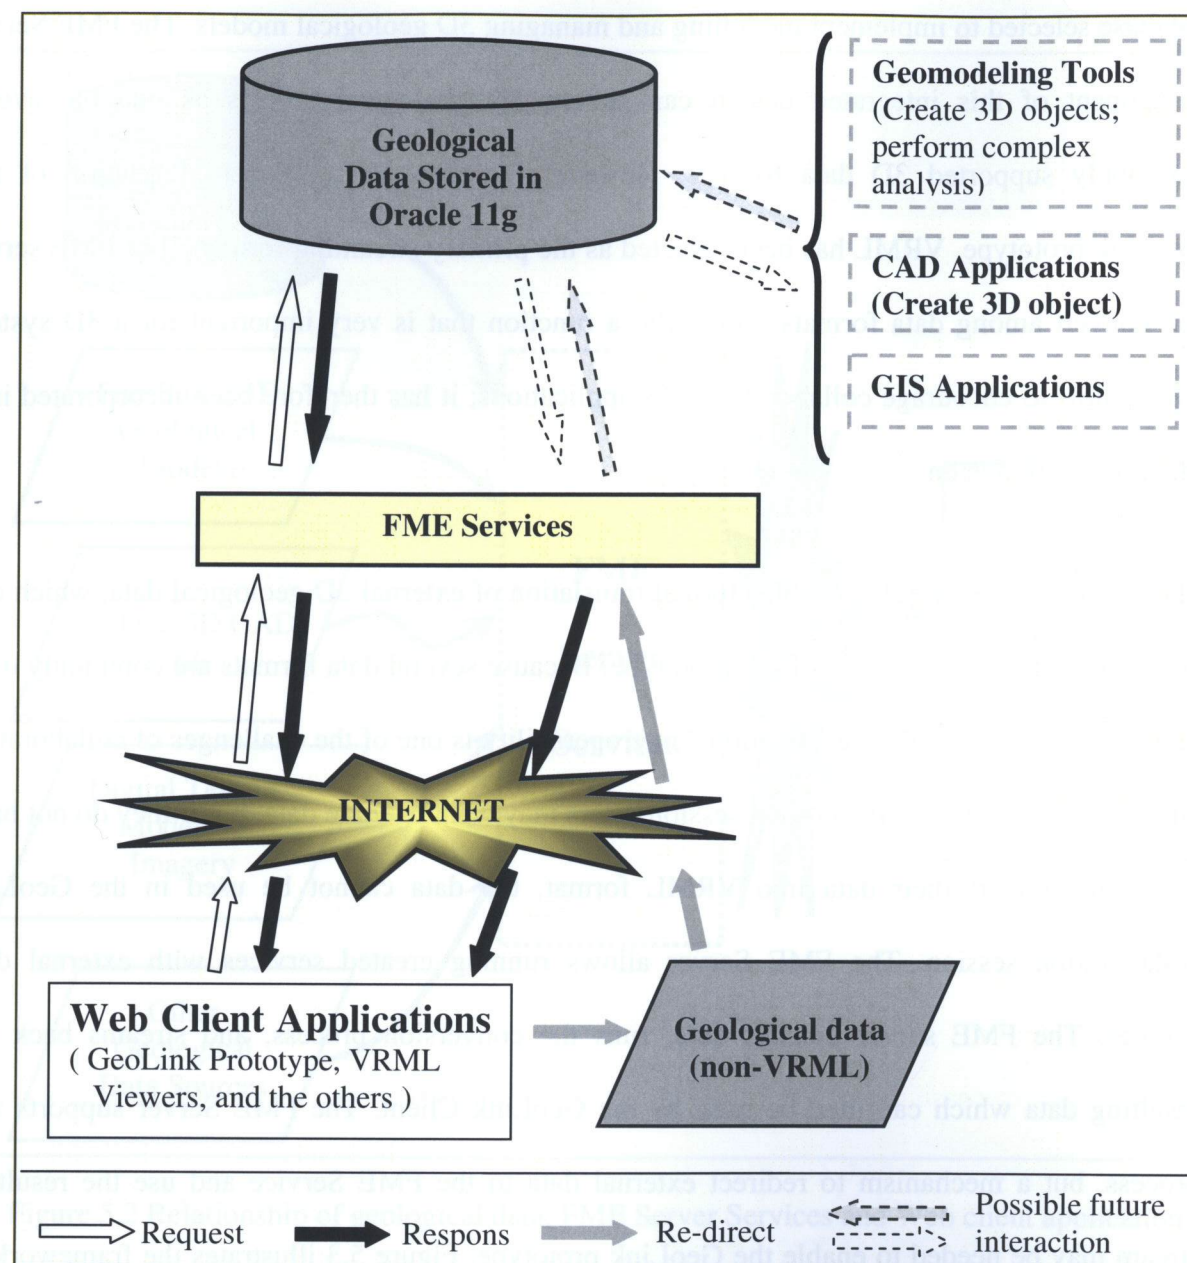 Geological
Data Stored in
Oracle 11g
Geomodeling Tools
(Create 3D objects;
perform complex
analysis)
CAD Applications
(Create 3D object)
GIS Applications
FME Services
INTERNET
Web Client Applications
( GeoLink Prototype, VRML
Viewers, and the others )
Geological data
(non-VRML)
Request
Respons
Re-direct
Possible future
interaction